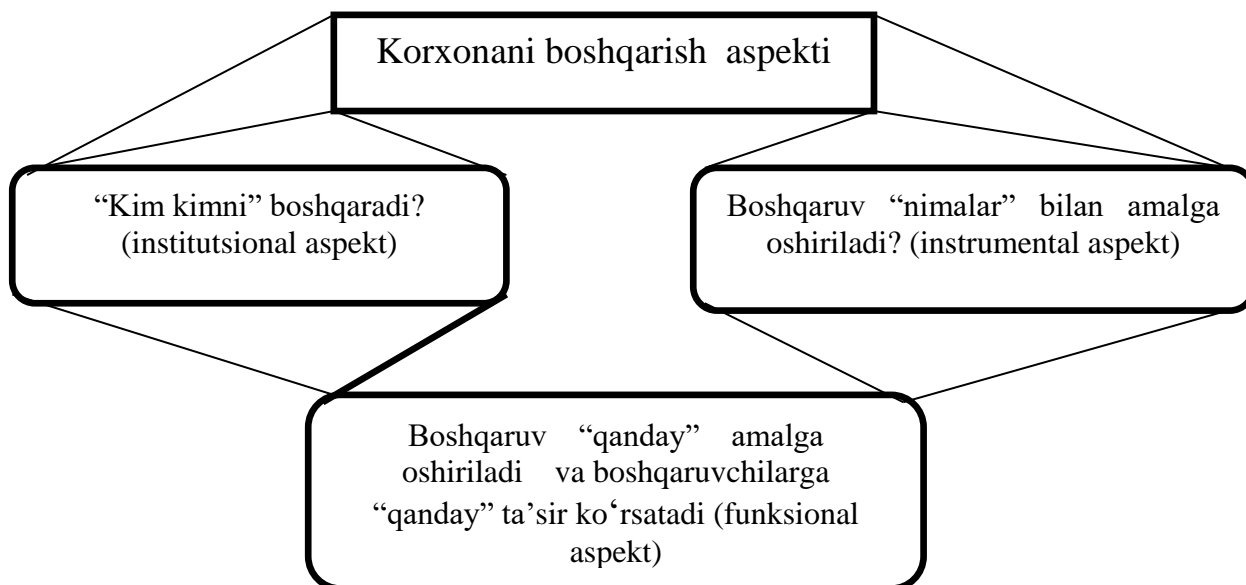 Korxonani boshqarish aspekti
“Kim kimni” boshqaradi?
(institutsional aspekt)
Boshqaruv “nimalar” bilan amalga
oshiriladi? (instrumental aspekt)
Boshqaruv “qanday” amalga
oshiriladi va boshqaruvchilarga
“qanday” ta’sir ko‘rsatadi (funksional
aspekt)